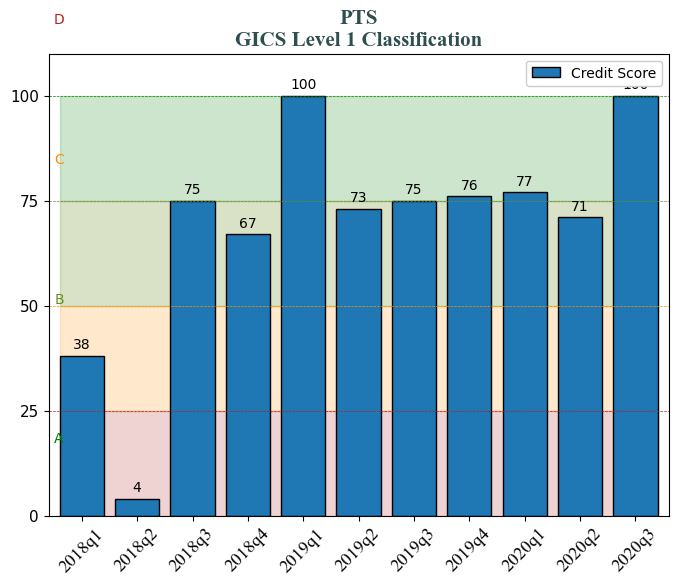 D
PTS
GICS Level 1 Classification
Credit Score
100
100
100
C
75
75
67
73
75
76
77
71
B
50
38
25
A
4
0
2018q1
2018q2
2018q3
2018q4
2019q1
2019q2
2019q3
2019q4
2020q1
2020q2
2020q3